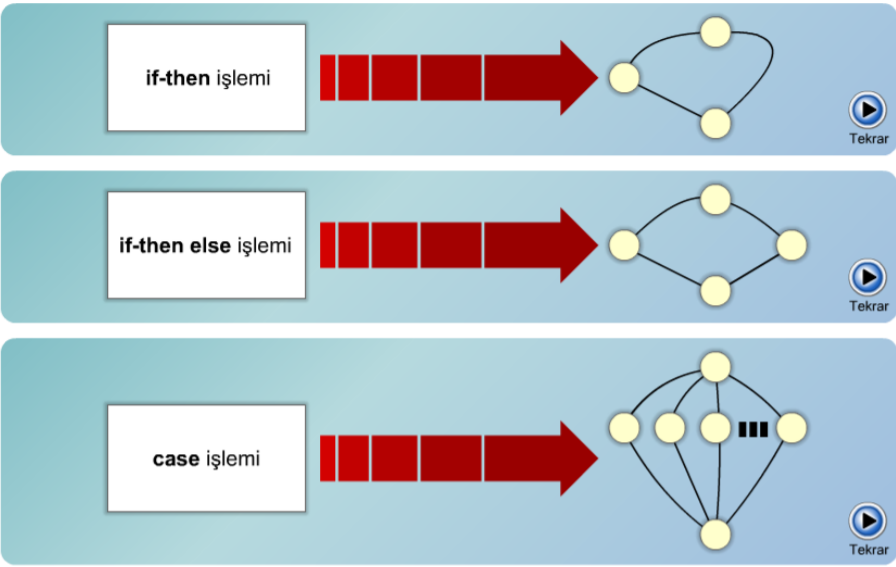 if-then işlemi
Tekrar
if-then else işlemi
Tekrar
case işlemi
Tekrar